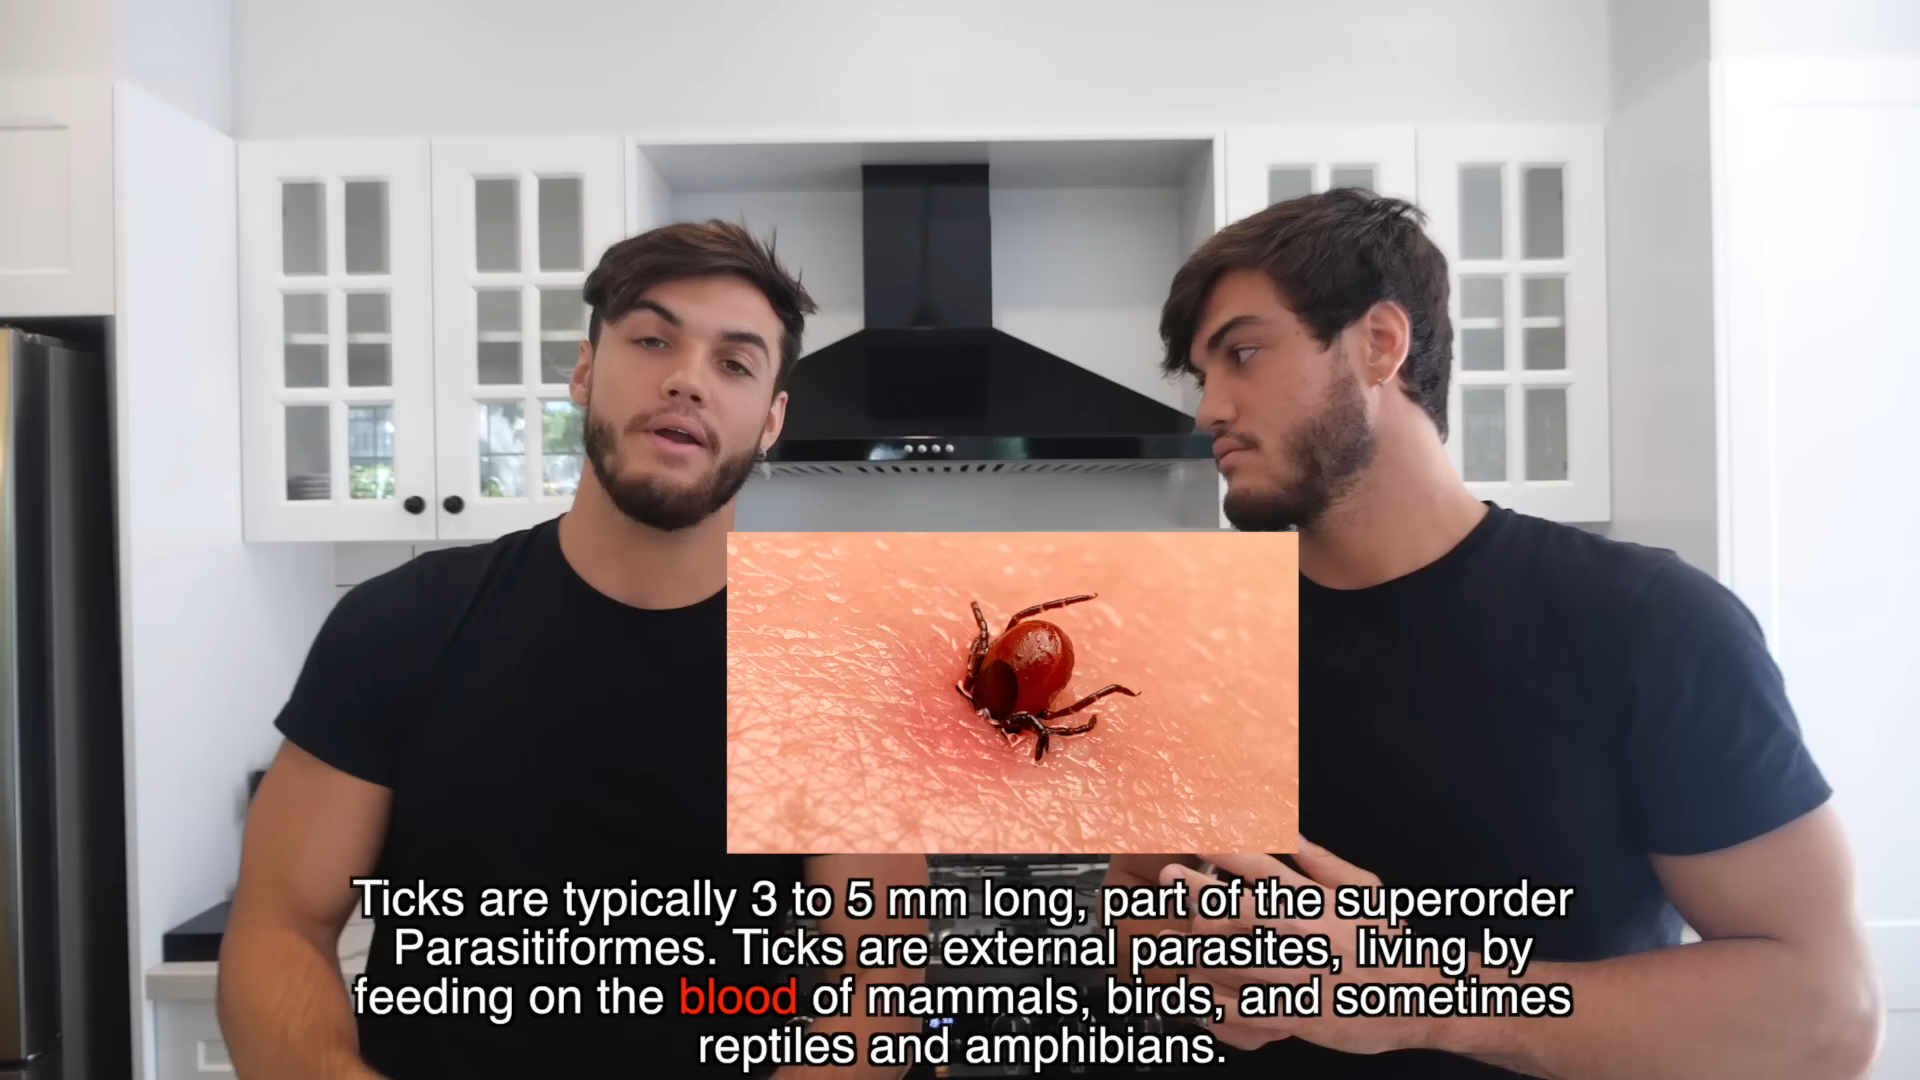 Ticks are typically 3 to 5 mm long, part of the superorder
Parasitiformes. Ticks are external parasites, living by
feeding on the blood of mammals, birds, and sometimes
reptiles and amphibians.